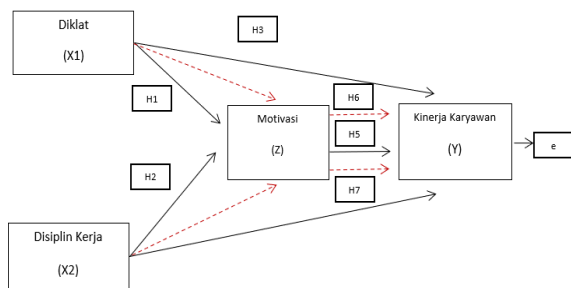 Diklat
(X1)
H3
H1
H6
Motivasi
(Z)
H5
Kinerja Karyawan
(Y)
e
H2
H7
Disiplin Kerja
(X2)